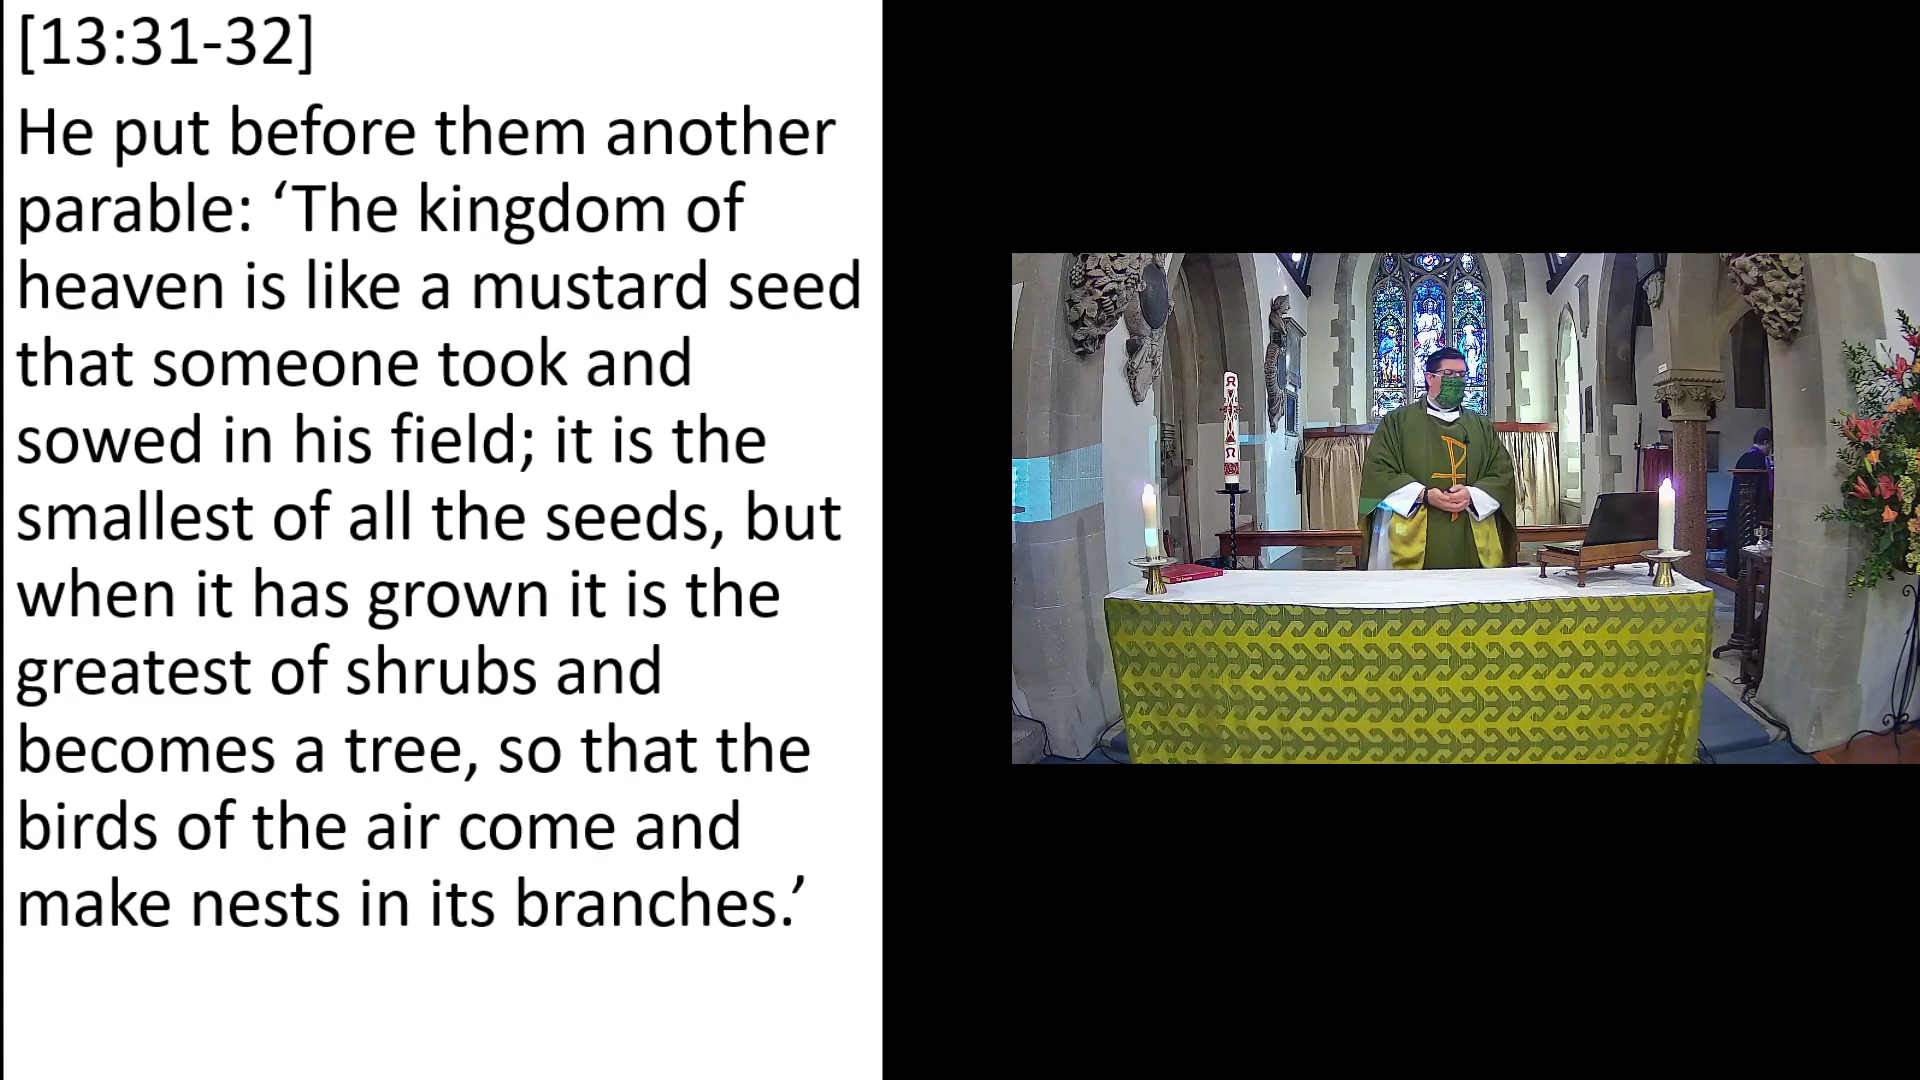 [13:31-32]
He put before them another
parable: ‘The kingdom of
heaven is like a mustard seed
that someone took and
sowed in his field; it is the
smallest of all the seeds, but
when it has grown it is the
greatest of shrubs and
becomes a tree, so that the
birds of the air come and
make nests in its branches.’